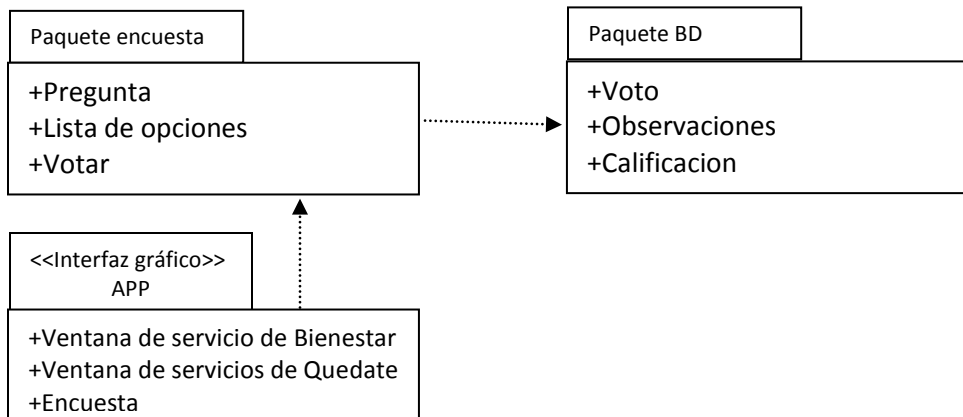 Paquete encuesta
+Pregunta
+Lista de opciones
+Votar
Paquete BD
+Voto
+Observaciones
+Calificacion
<<Interfaz gráfico>>
APP
+Ventana de servicio de Bienestar
+Ventana de servicios de Quedate
+Encuesta